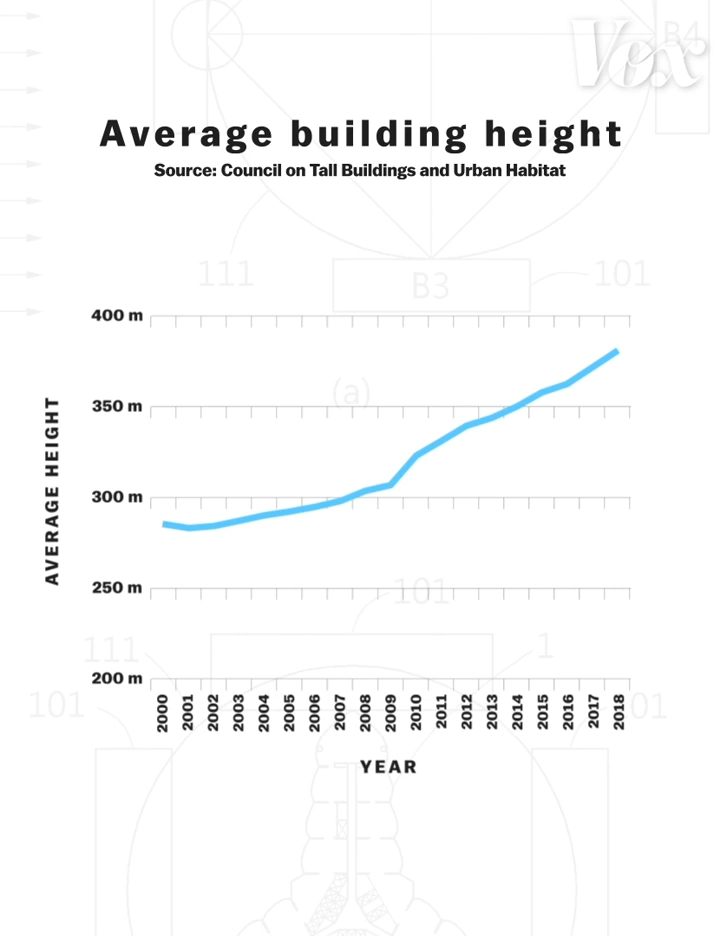 Vox
B4
Average building height
Source: Council on Tall Buildings and Urban Habitat
111
B3
101
400 m
(a)
350 m
300 m
250 m
101
111
1
200 m
101
101
2000 2001 2002 2003 2004 2005 2006 2007 2008 2009 2010 2011 2012 2013 2014 2015 2016 2017 2018
AVERAGE HEIGHT
YEAR